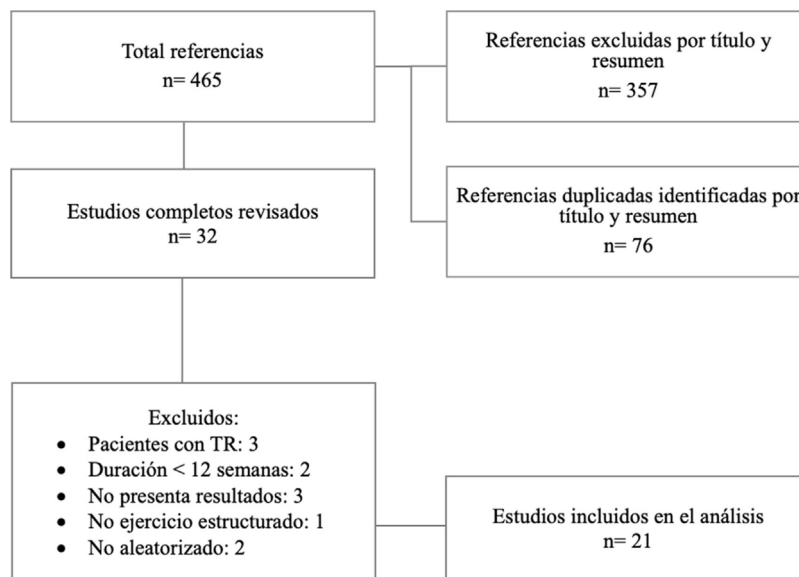 Total referencias
n= 465
Referencias excluidas por título y
resumen
n= 357
Estudios completos revisados
n= 32
Referencias duplicadas identificadas por
título y resumen
n= 76
Excluidos:
• Pacientes con TR: 3
• Duración < 12 semanas: 2
• No presenta resultados: 3
• No ejercicio estructurado: 1
• No aleatorizado: 2
Estudios incluidos en el análisis
n= 21